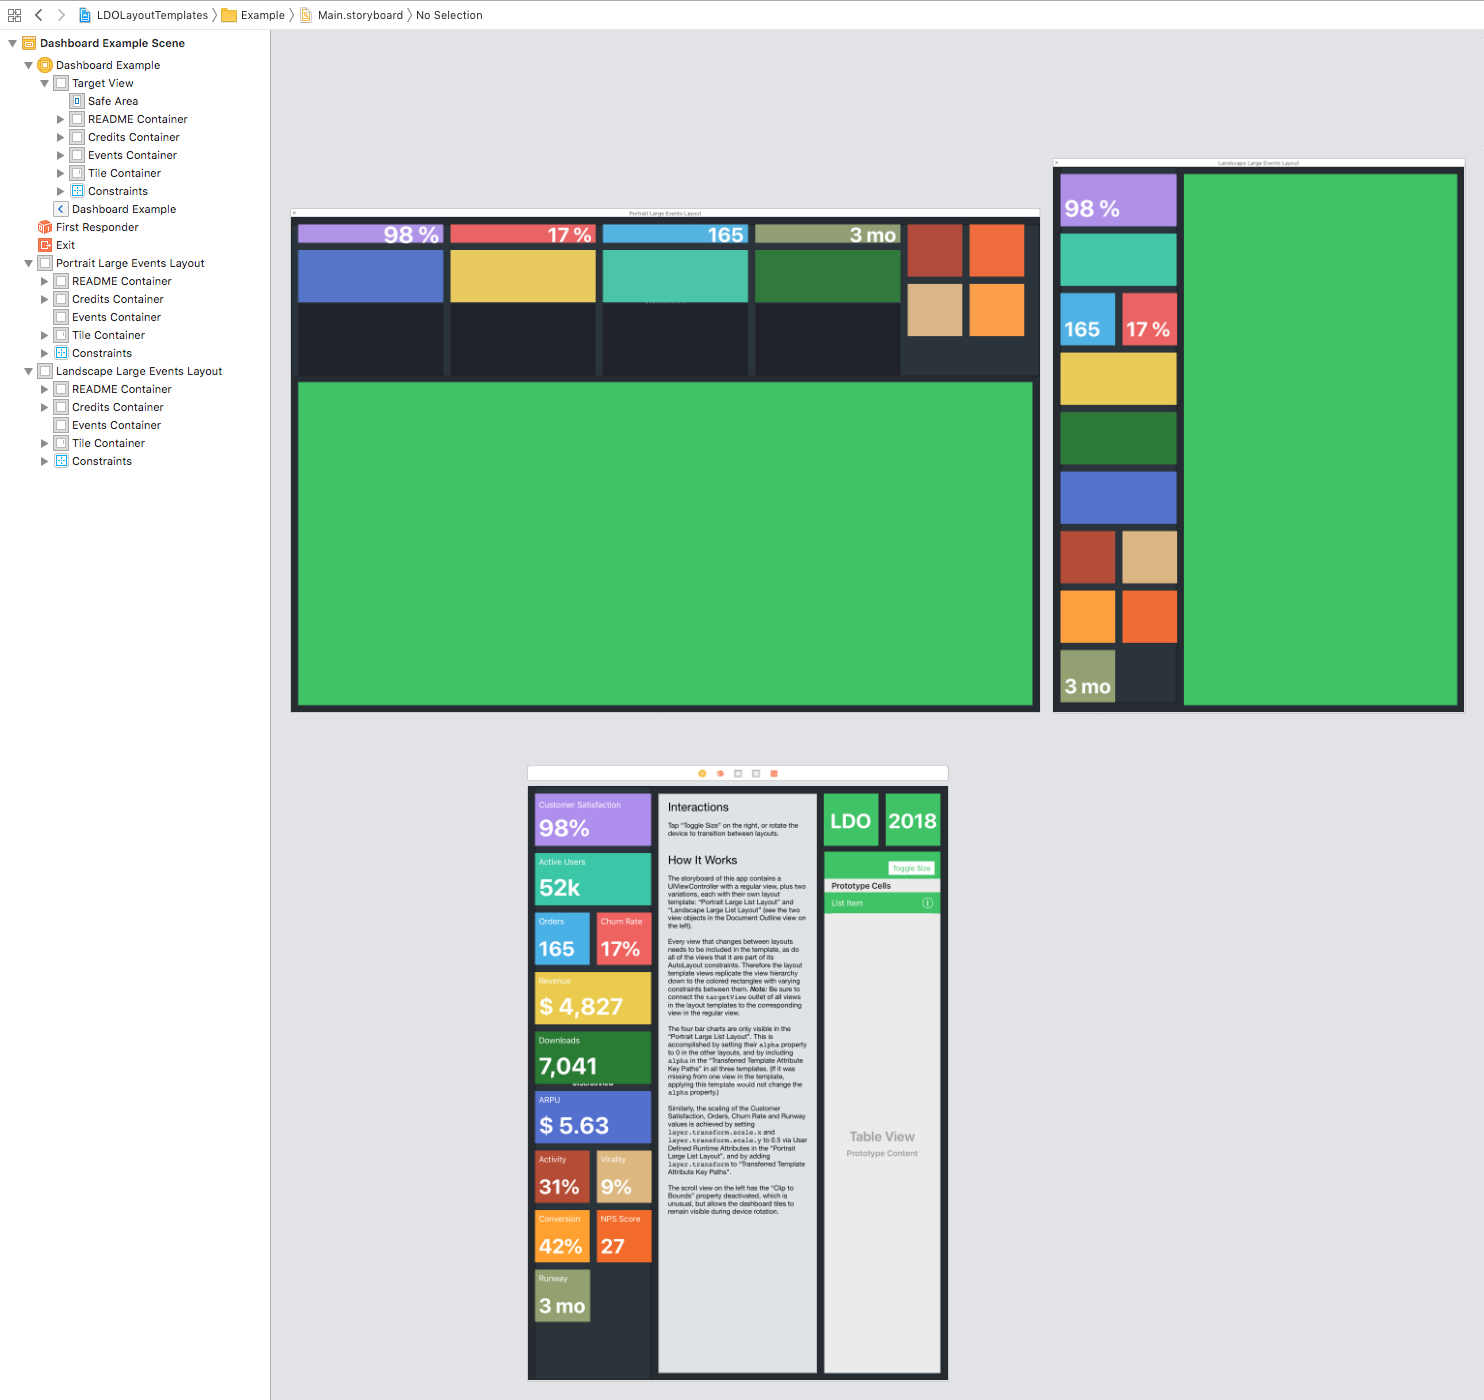 LDOLayoutTemplates Example Main.storyboard No Selection
Dashboard Example Scene
Dashboard Example
Target View
Safe Area
README Container
Credits Container
Events Container
Tile Container
Constraints
Dashboard Example
First Responder
Exit
Portrait Large Events Layout
README Container
Credits Container
Events Container
Tile Container
Constraints
Landscape Large Events Layout
README Container
Credits Container
Events Container
Tile Container
Constraints
Portrait Large Events Layout
98 %
17 %
165
3 mo
Landscape Large Events Layout
98 %
165
17 %
3 mo
Customer Satisfaction
98%
Active Users
52k
Orders
165
Churn Rate
17%
Revenue
$ 4,827
Downloads
7,041
ARPU
$ 5.63
Activity
31%
Virality
9%
Conversion
42%
NPS Score
27
Runway
3 mo
Interactions
Tap “Toggle Size” on the right, or rotate the
device to transition between layouts.
How It Works
The storyboard of this app contains a
UIViewController with a regular view, plus two
variations, each with their own layout
template: “Portrait Large List Layout” and
“Landscape Large List Layout” (see the two
view objects in the Document Outline view on
the left).
Every view that changes between layouts
needs to be included in the template, as do
all of the views that it are part of its
AutoLayout constraints. Therefore the layout
template views replicate the view hierarchy
down to the colored rectangles with varying
constraints between them. Note: Be sure to
connect the targetView outlet of all views
in the layout templates to the corresponding
view in the regular view.
The four bar charts are only visible in the
“Portrait Large List Layout”. This is
accomplished by setting their alpha property
to 0 in the other layouts, and by including
alpha in the “Transferred Template Attribute
Key Paths” in all three templates. (If it was
missing from one view in the template,
applying this template would not change the
alpha property.)
Similarly, the scaling of the Customer
Satisfaction, Orders, Churn Rate and Runway
values is achieved by setting
layer.transform.scale.x and
layer.transform.scale.y to 0.5 via User
Defined Runtime Attributes in the “Portrait
Large List Layout”, and by adding
layer.transform to “Transferred Template
Attribute Key Paths”.
The scroll view on the left has the “Clip to
Bounds” property deactivated, which is
unusual, but allows the dashboard tiles to
remain visible during device rotation.
LDO
2018
Toggle Size
Prototype Cells
List Item
Table View
Prototype Content